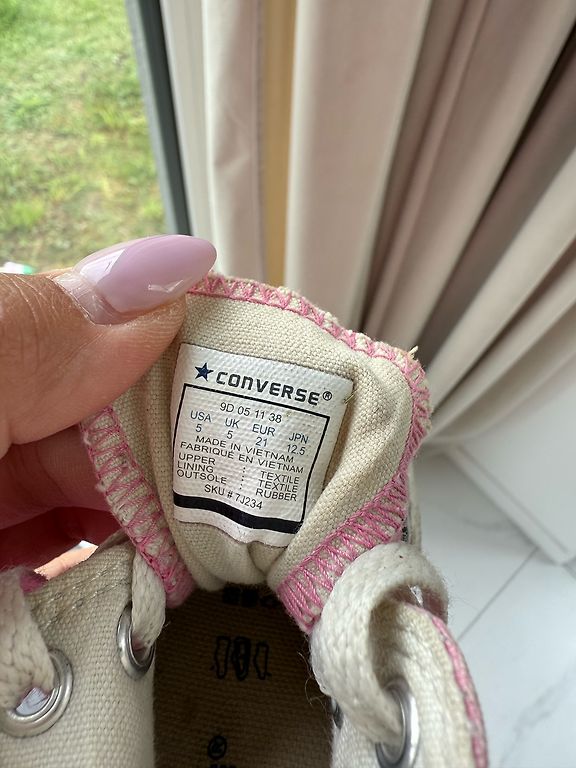 CONVERSE®
9D 05 11 38
USA UK EUR JPN
5 5 21 12.5
MADE IN VIETNAM
FABRIQUÉ EN VIETNAM
UPPER : TEXTILE
LINING : TEXTILE
OUTSOLE : RUBBER
SKU # 7J234